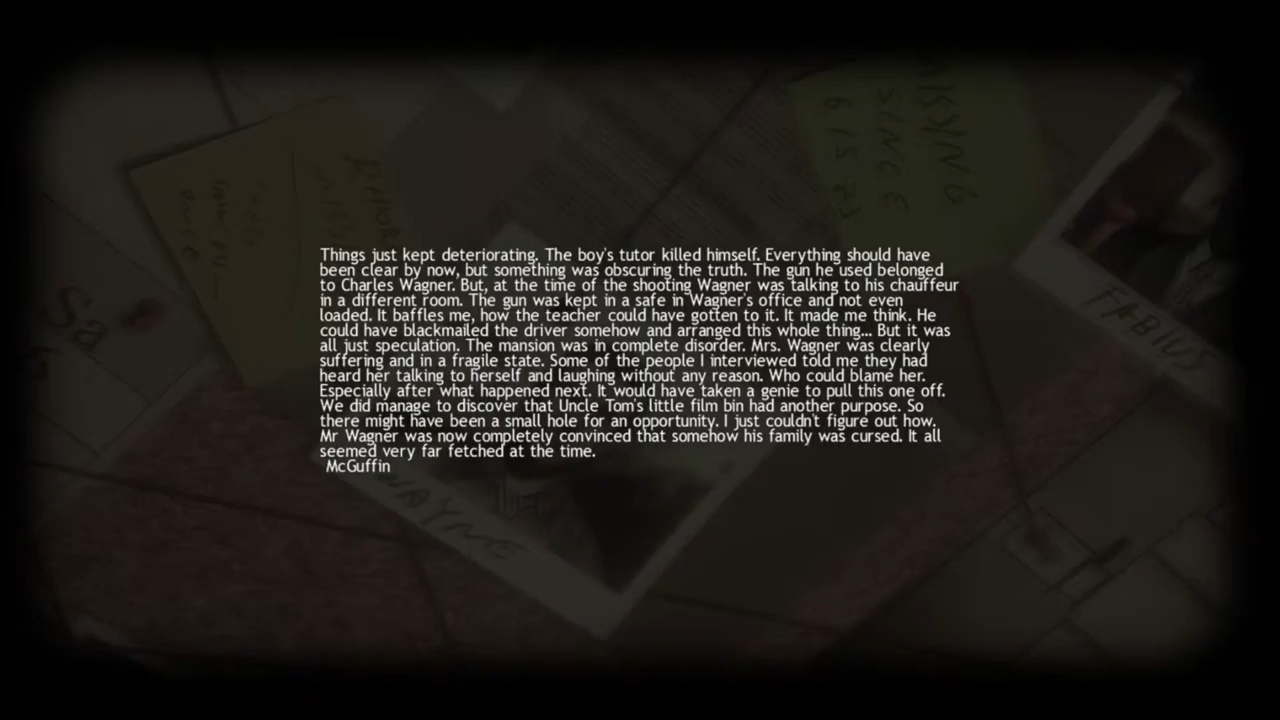 Things just kept deteriorating. The boy's tutor killed himself. Everything should have
been clear by now, but something was obscuring the truth. The gun he used belonged
to Charles Wagner. But, at the time of the shooting Wagner was talking to his chauffeur
in a different room. The gun was kept in a safe in Wagner's office and not even
loaded. It baffles me, how the teacher could have gotten to it. It made me think. He
could have blackmailed the driver somehow and arranged this whole thing... But it was
all just speculation. The mansion was in complete disorder. Mrs. Wagner was clearly
suffering and in a fragile state. Some of the people I interviewed told me they had
heard her talking to herself and laughing without any reason. Who could blame her.
Especially after what happened next. It would have taken a genie to pull this one off.
We did manage to discover that Uncle Tom's little film bin had another purpose. So
there might have been a small hole for an opportunity. I just couldn't figure out how.
Mr Wagner was now completely convinced that somehow his family was cursed. It all
seemed very far fetched at the time.
McGuffin
SINCE
FABIUS
WAYNE